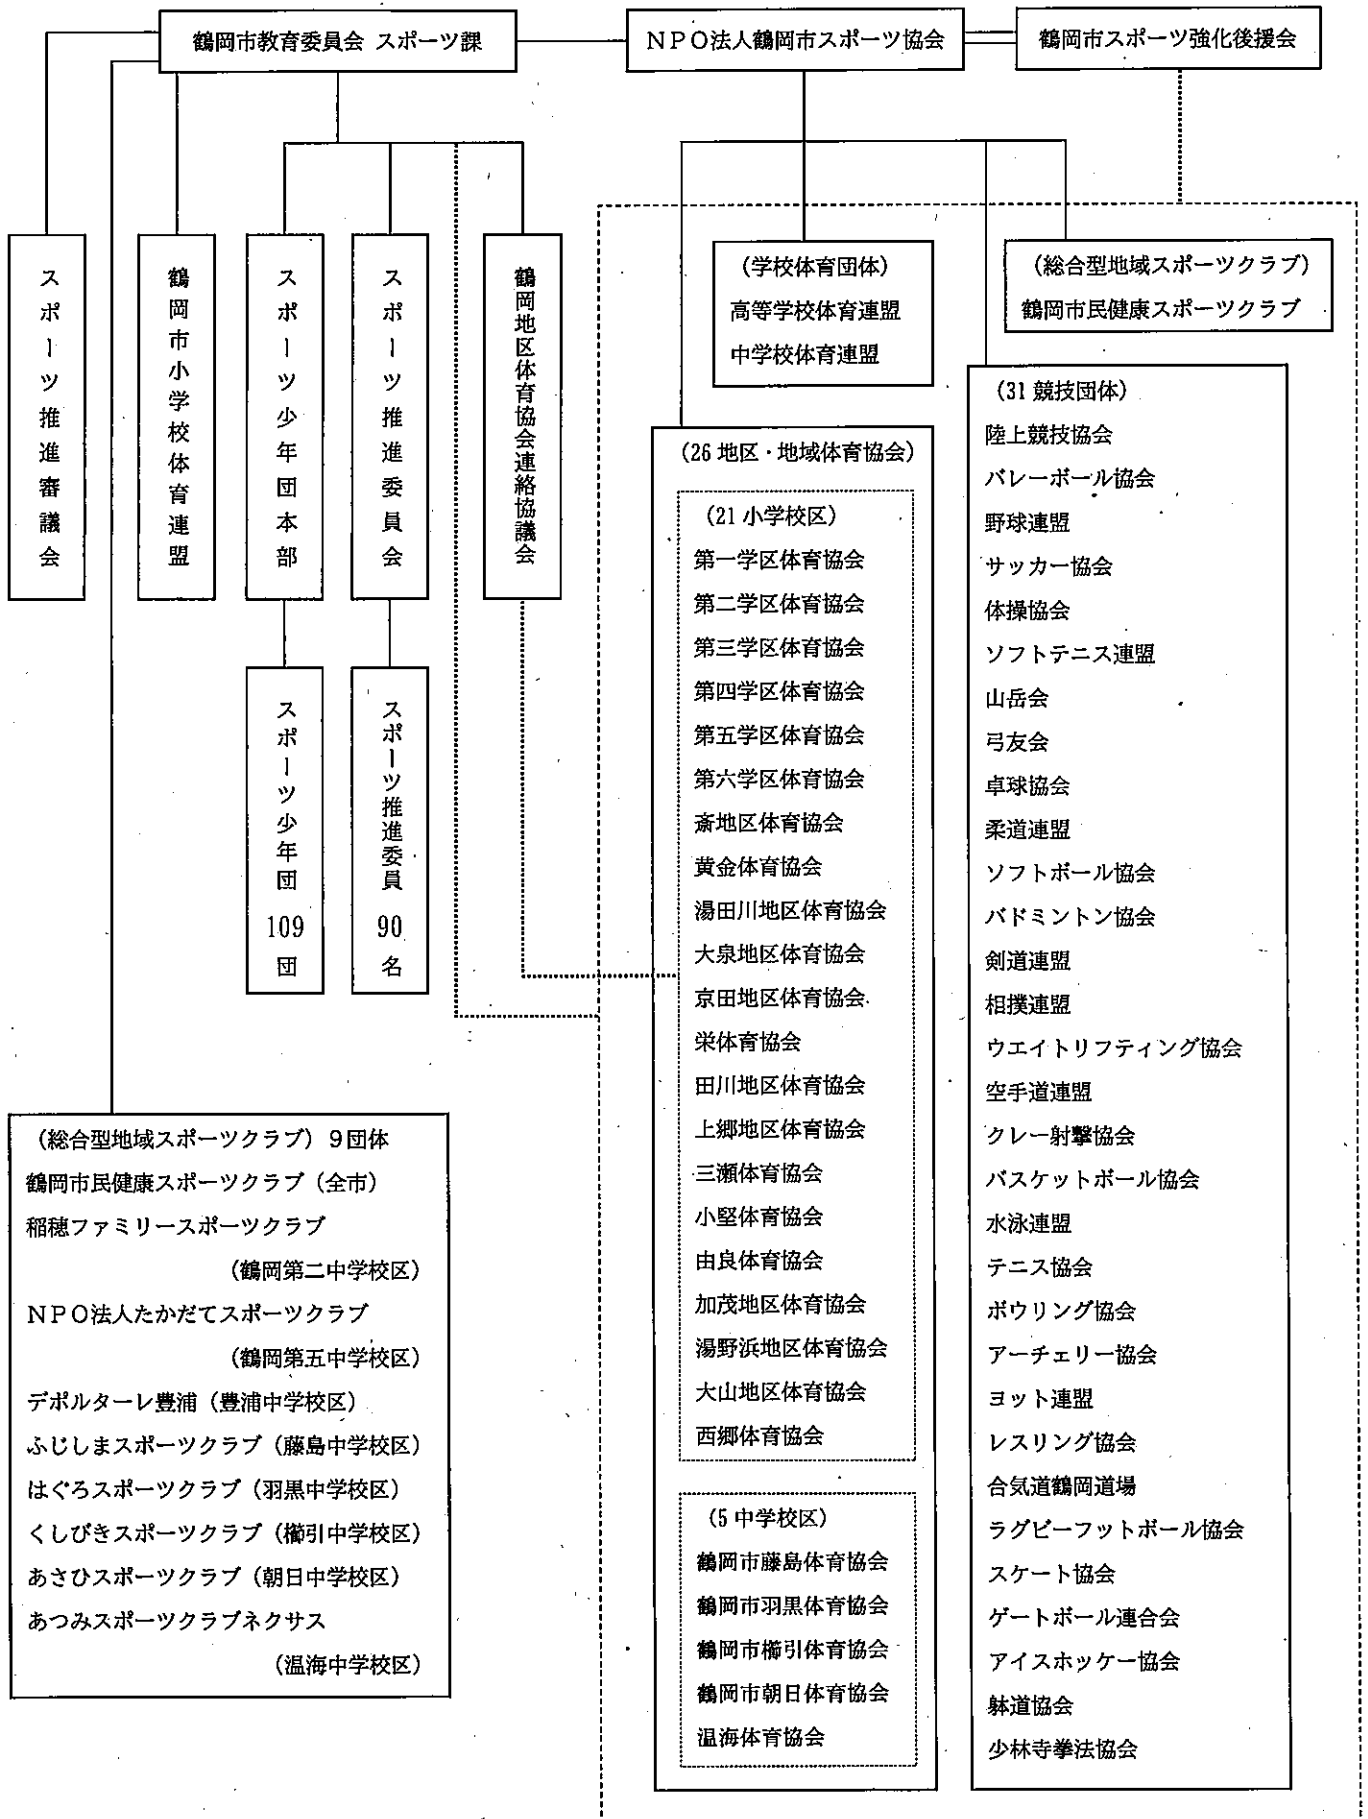 鶴岡市教育委員会 スポーツ課
NPO法人鶴岡市スポーツ協会
鶴岡市スポーツ強化後援会
スポーツ推進審議会
鶴岡市小学校体育連盟
スポーツ少年団本部
スポーツ推進委員会
鶴岡地区体育協会連絡協議会
スポーツ少年団 109 団
スポーツ推進委員 90 名
(総合型地域スポーツクラブ) 9団体
鶴岡市民健康スポーツクラブ(全市)
稲穂ファミリースポーツクラブ
(鶴岡第二中学校区)
NPO法人たかだてスポーツクラブ
(鶴岡第五中学校区)
デポルターレ豊浦(豊浦中学校区)
ふじしまスポーツクラブ(藤島中学校区)
はぐろスポーツクラブ(羽黒中学校区)
くしびきスポーツクラブ(櫛引中学校区)
あさひスポーツクラブ(朝日中学校区)
あつみスポーツクラブネクサス
(温海中学校区)
(学校体育団体)
高等学校体育連盟
中学校体育連盟
(総合型地域スポーツクラブ)
鶴岡市民健康スポーツクラブ
(26 地区・地域体育協会)
(21 小学校区)
第一学区体育協会
第二学区体育協会
第三学区体育協会
第四学区体育協会
第五学区体育協会
第六学区体育協会
斎地区体育協会
黄金体育協会
湯田川地区体育協会
大泉地区体育協会
京田地区体育協会
栄体育協会
田川地区体育協会
上郷地区体育協会
三瀬体育協会
小堅体育協会
由良体育協会
加茂地区体育協会
湯野浜地区体育協会
大山地区体育協会
西郷体育協会
(5 中学校区)
鶴岡市藤島体育協会
鶴岡市羽黒体育協会
鶴岡市櫛引体育協会
鶴岡市朝日体育協会
温海体育協会
(31 競技団体)
陸上競技協会
バレーボール協会
野球連盟
サッカー協会
体操協会
ソフトテニス連盟
山岳会
弓友会
卓球協会
柔道連盟
ソフトボール協会
バドミントン協会
剣道連盟
相撲連盟
ウエイトリフティング協会
空手道連盟
クレー射撃協会
バスケットボール協会
水泳連盟
テニス協会
ボウリング協会
アーチェリー協会
ヨット連盟
レスリング協会
合気道鶴岡道場
ラグビーフットボール協会
スケート協会
ゲートボール連合会
アイスホッケー協会
躰道協会
少林寺拳法協会